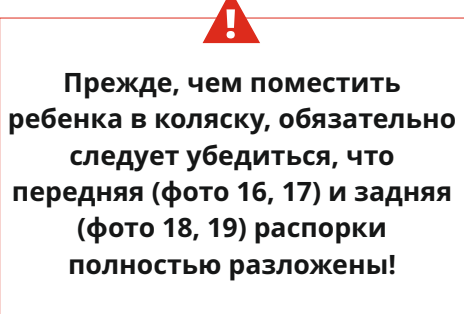 Прежде, чем поместить
ребенка в коляску, обязательно
следует убедиться, что
передняя (фото 16, 17) и задняя
(фото 18, 19) распорки
полностью разложены!